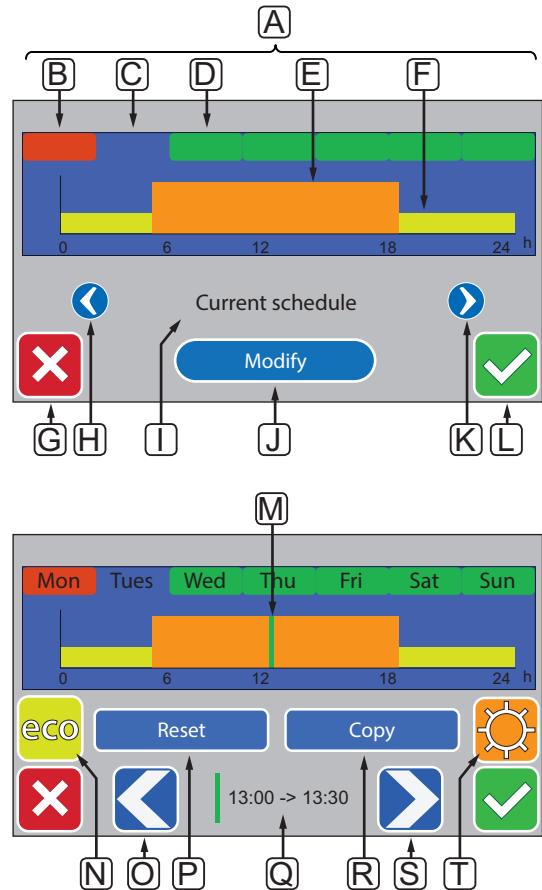 A
B C D E F
0 6 12 18 24 h
Current schedule
Modify
G H I J K L
M
Mon Tues Wed Thu Fri Sat Sun
0 6 12 18 24 h
eco Reset Copy
13:00 -> 13:30
N O P Q R S T